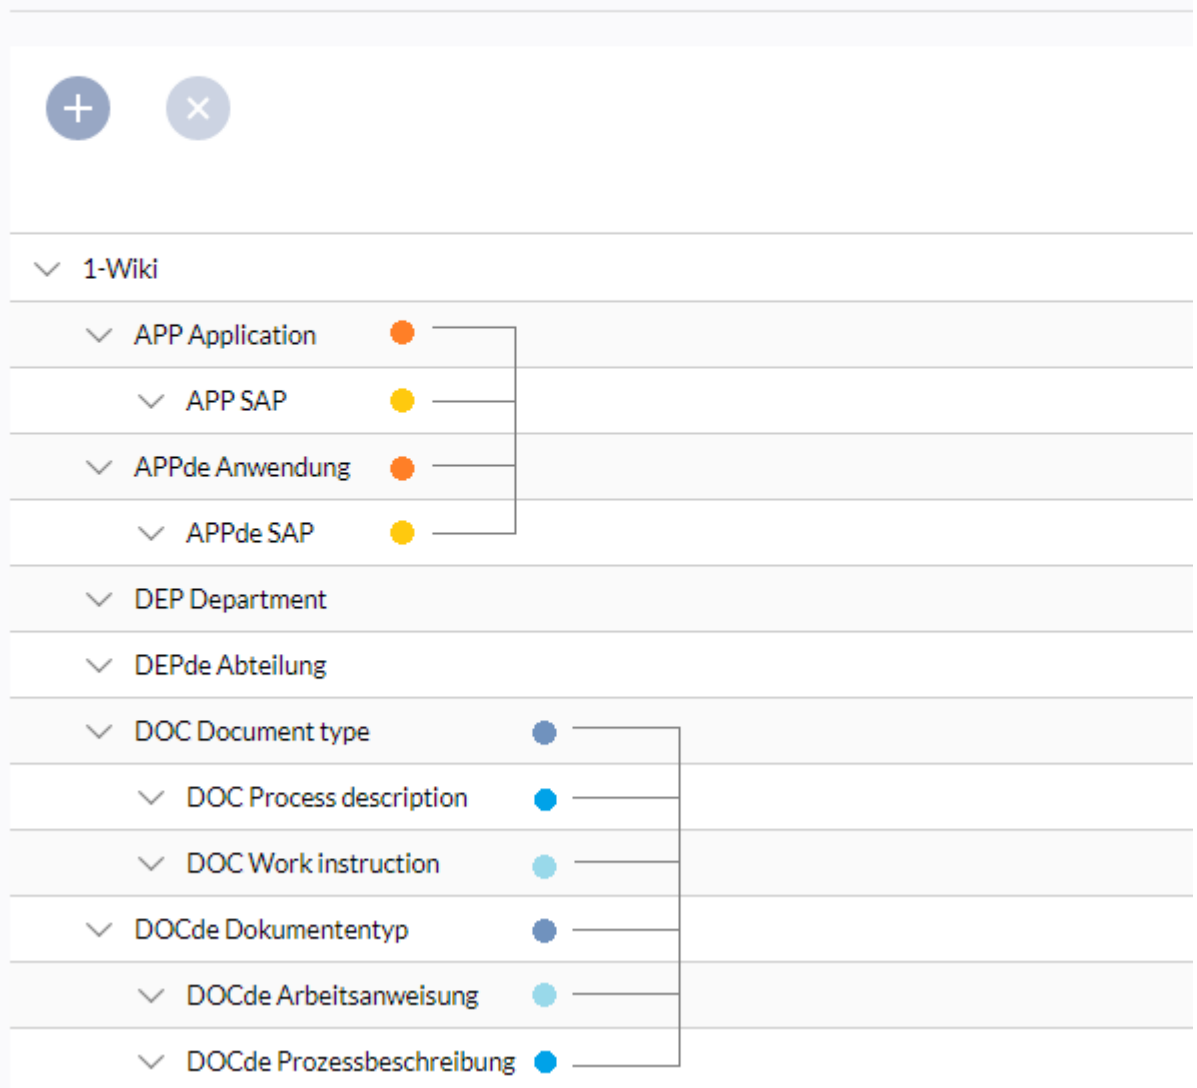 1-Wiki
APP Application
APP SAP
APPde Anwendung
APPde SAP
DEP Department
DEPde Abteilung
DOC Document type
DOC Process description
DOC Work instruction
DOCde Dokumententyp
DOCde Arbeitsanweisung
DOCde Prozessbeschreibung